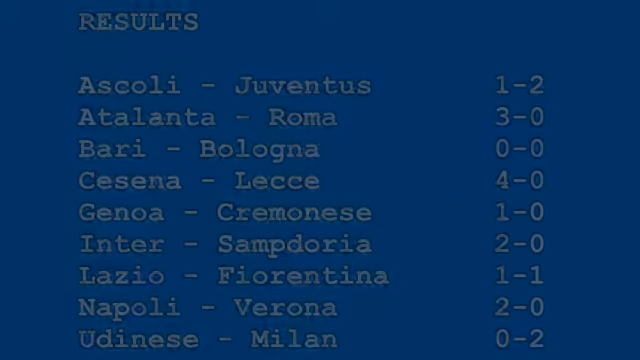 RESULTS
Ascoli - Juventus 1-2
Atalanta - Roma 3-0
Bari - Bologna 0-0
Cesena - Lecce 4-0
Genoa - Cremonese 1-0
Inter - Sampdoria 2-0
Lazio - Fiorentina 1-1
Napoli - Verona 2-0
Udinese - Milan 0-2